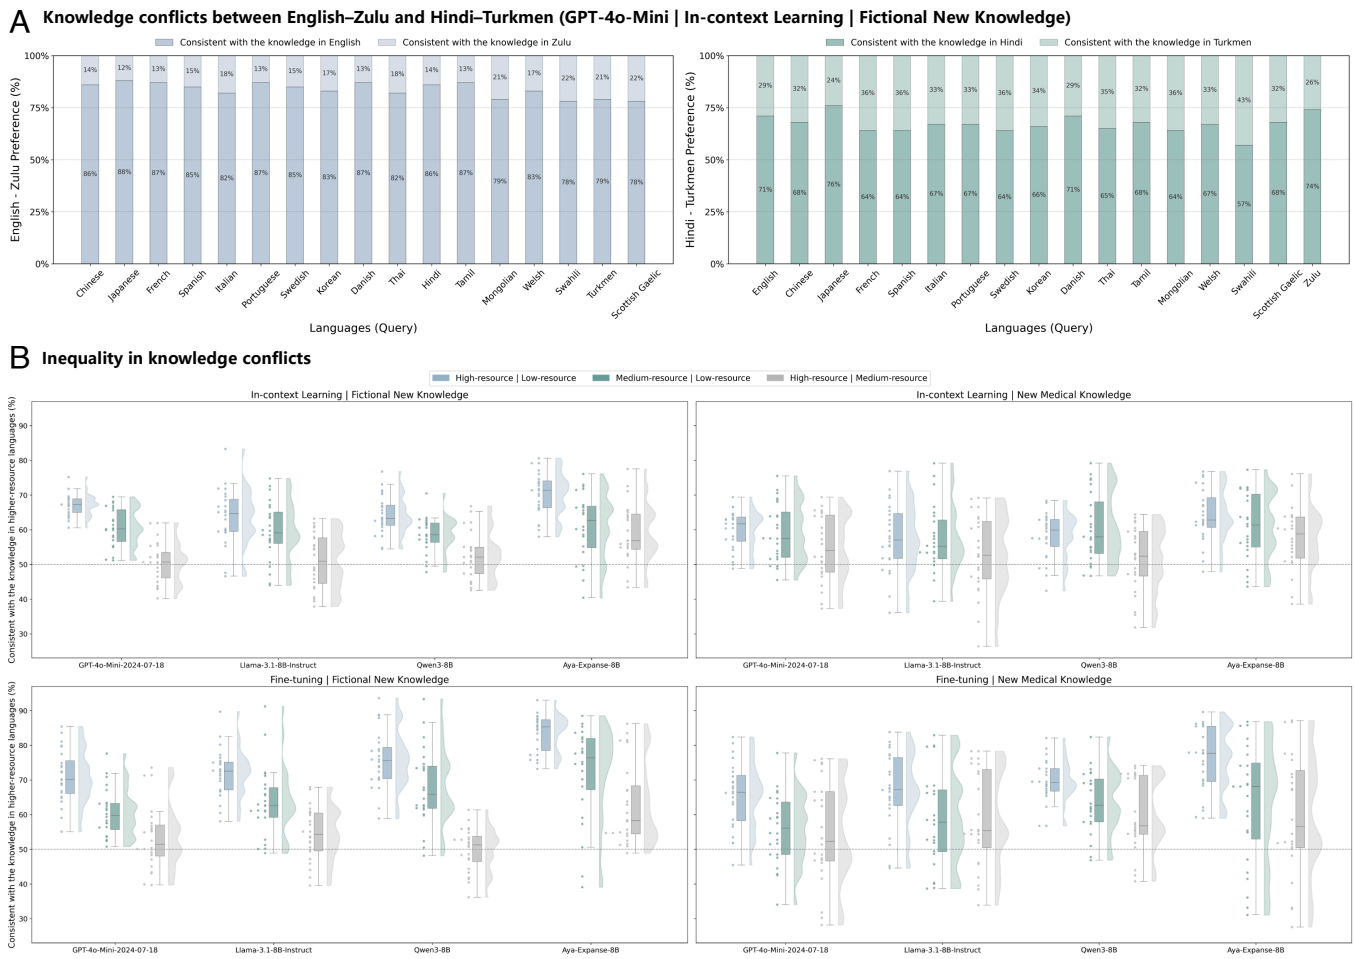 A Knowledge conflicts between English–Zulu and Hindi–Turkmen (GPT-4o-Mini | In-context Learning | Fictional New Knowledge)
Consistent with the knowledge in English Consistent with the knowledge in Zulu
English - Zulu Preference (%)
100%
75%
50%
25%
0%
14% 12% 13% 15% 18% 13% 15% 17% 13% 18% 14% 13% 21% 17% 22% 21% 22%
86% 88% 87% 85% 82% 87% 85% 83% 87% 82% 86% 87% 79% 83% 78% 79% 78%
Chinese Japanese French Spanish Italian Portuguese Swedish Korean Danish Thai Hindi Tamil Mongolian Welsh Swahili Turkmen Scottish Gaelic
Languages (Query)
Consistent with the knowledge in Hindi Consistent with the knowledge in Turkmen
Hindi - Turkmen Preference (%)
100%
75%
50%
25%
0%
29% 32% 24% 36% 36% 33% 33% 36% 34% 29% 35% 32% 36% 33% 43% 32% 26%
71% 68% 76% 64% 64% 67% 67% 64% 66% 71% 65% 68% 64% 67% 57% 68% 74%
English Chinese Japanese French Spanish Italian Portuguese Swedish Korean Danish Thai Tamil Mongolian Welsh Swahili Scottish Gaelic Zulu
Languages (Query)
B Inequality in knowledge conflicts
High-resource | Low-resource Medium-resource | Low-resource High-resource | Medium-resource
In-context Learning | Fictional New Knowledge
Consistent with the knowledge in higher-resource languages (%)
90
80
70
60
50
40
30
GPT-4o-Mini-2024-07-18 Llama-3.1-8B-Instruct Qwen3-8B Aya-Expanse-8B
In-context Learning | New Medical Knowledge
GPT-4o-Mini-2024-07-18 Llama-3.1-8B-Instruct Qwen3-8B Aya-Expanse-8B
Fine-tuning | Fictional New Knowledge
Consistent with the knowledge in higher-resource languages (%)
90
80
70
60
50
40
30
GPT-4o-Mini-2024-07-18 Llama-3.1-8B-Instruct Qwen3-8B Aya-Expanse-8B
Fine-tuning | New Medical Knowledge
GPT-4o-Mini-2024-07-18 Llama-3.1-8B-Instruct Qwen3-8B Aya-Expanse-8B